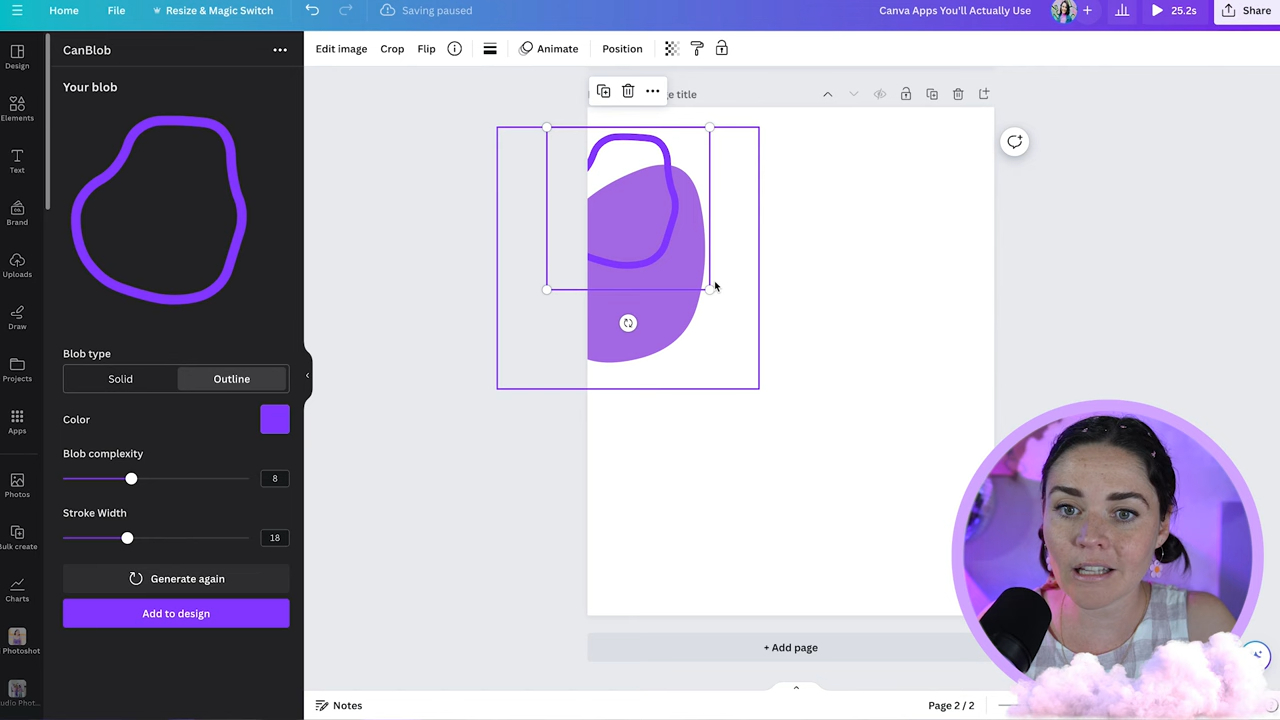 Home
File
Resize & Magic Switch
Saving paused
Canva Apps You'll Actually Use
25.2s
Share
Design
Elements
Text
Brand
Uploads
Draw
Projects
Apps
Photos
Bulk create
Charts
Photoshot
CanBlob
Your blob
Blob type
Solid
Outline
Color
Blob complexity
8
Stroke Width
18
Generate again
Add to design
Edit image
Crop
Flip
Animate
Position
title
+ Add page
Notes
Page 2 / 2